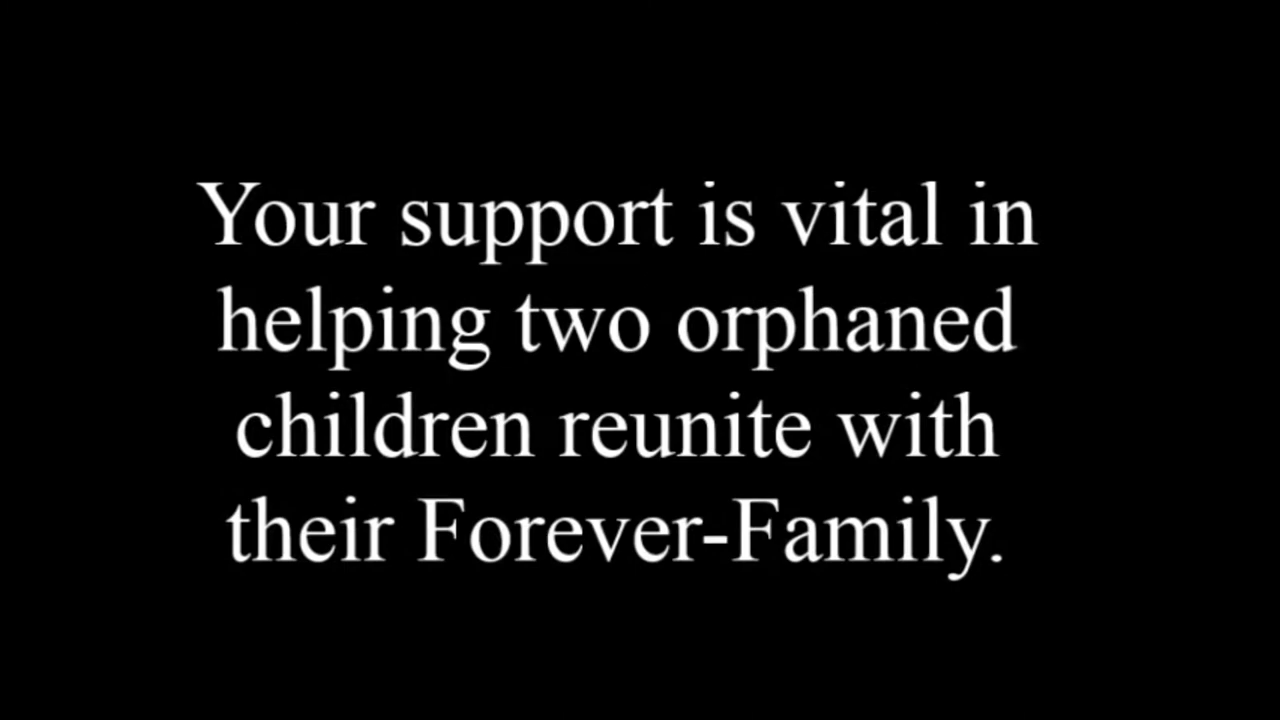 Your support is vital in
helping two orphaned
children reunite with
their Forever-Family.